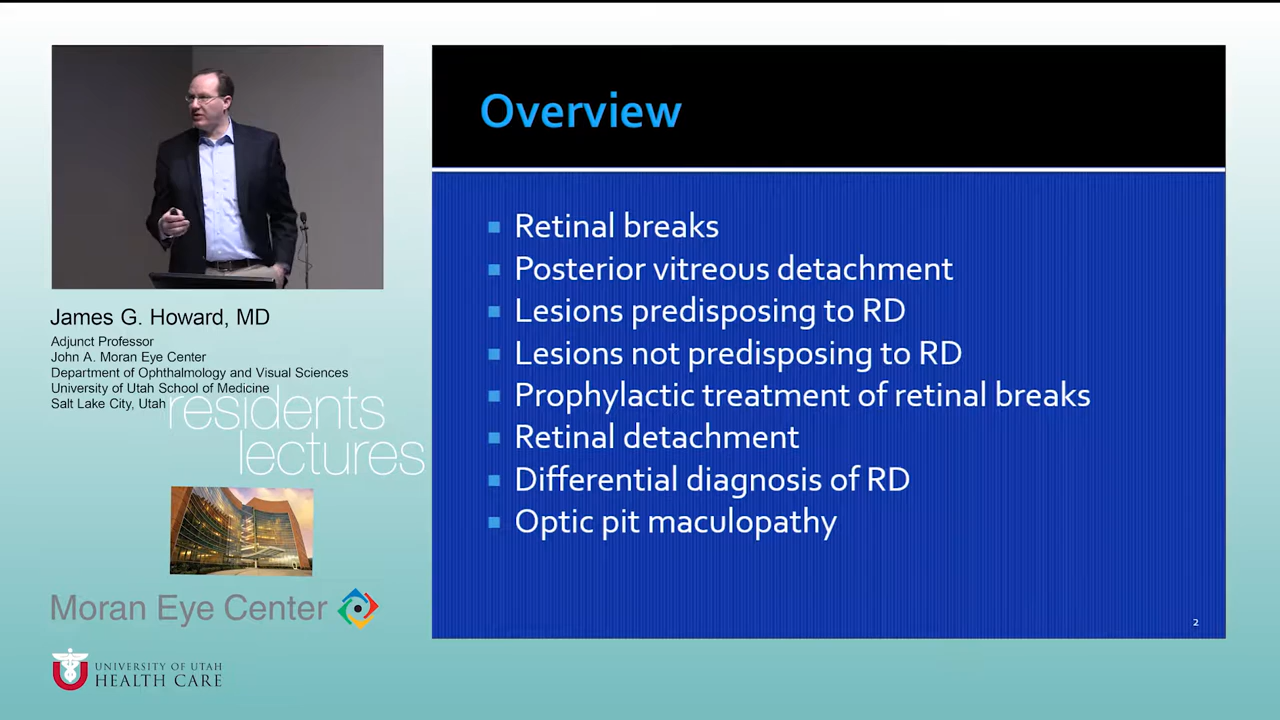 James G. Howard, MD
Adjunct Professor
John A. Moran Eye Center
Department of Ophthalmology and Visual Sciences
University of Utah School of Medicine
Salt Lake City, Utah
residents
lectures
Moran Eye Center
UNIVERSITY OF UTAH
HEALTH CARE
Overview
Retinal breaks
Posterior vitreous detachment
Lesions predisposing to RD
Lesions not predisposing to RD
Prophylactic treatment of retinal breaks
Retinal detachment
Differential diagnosis of RD
Optic pit maculopathy
2